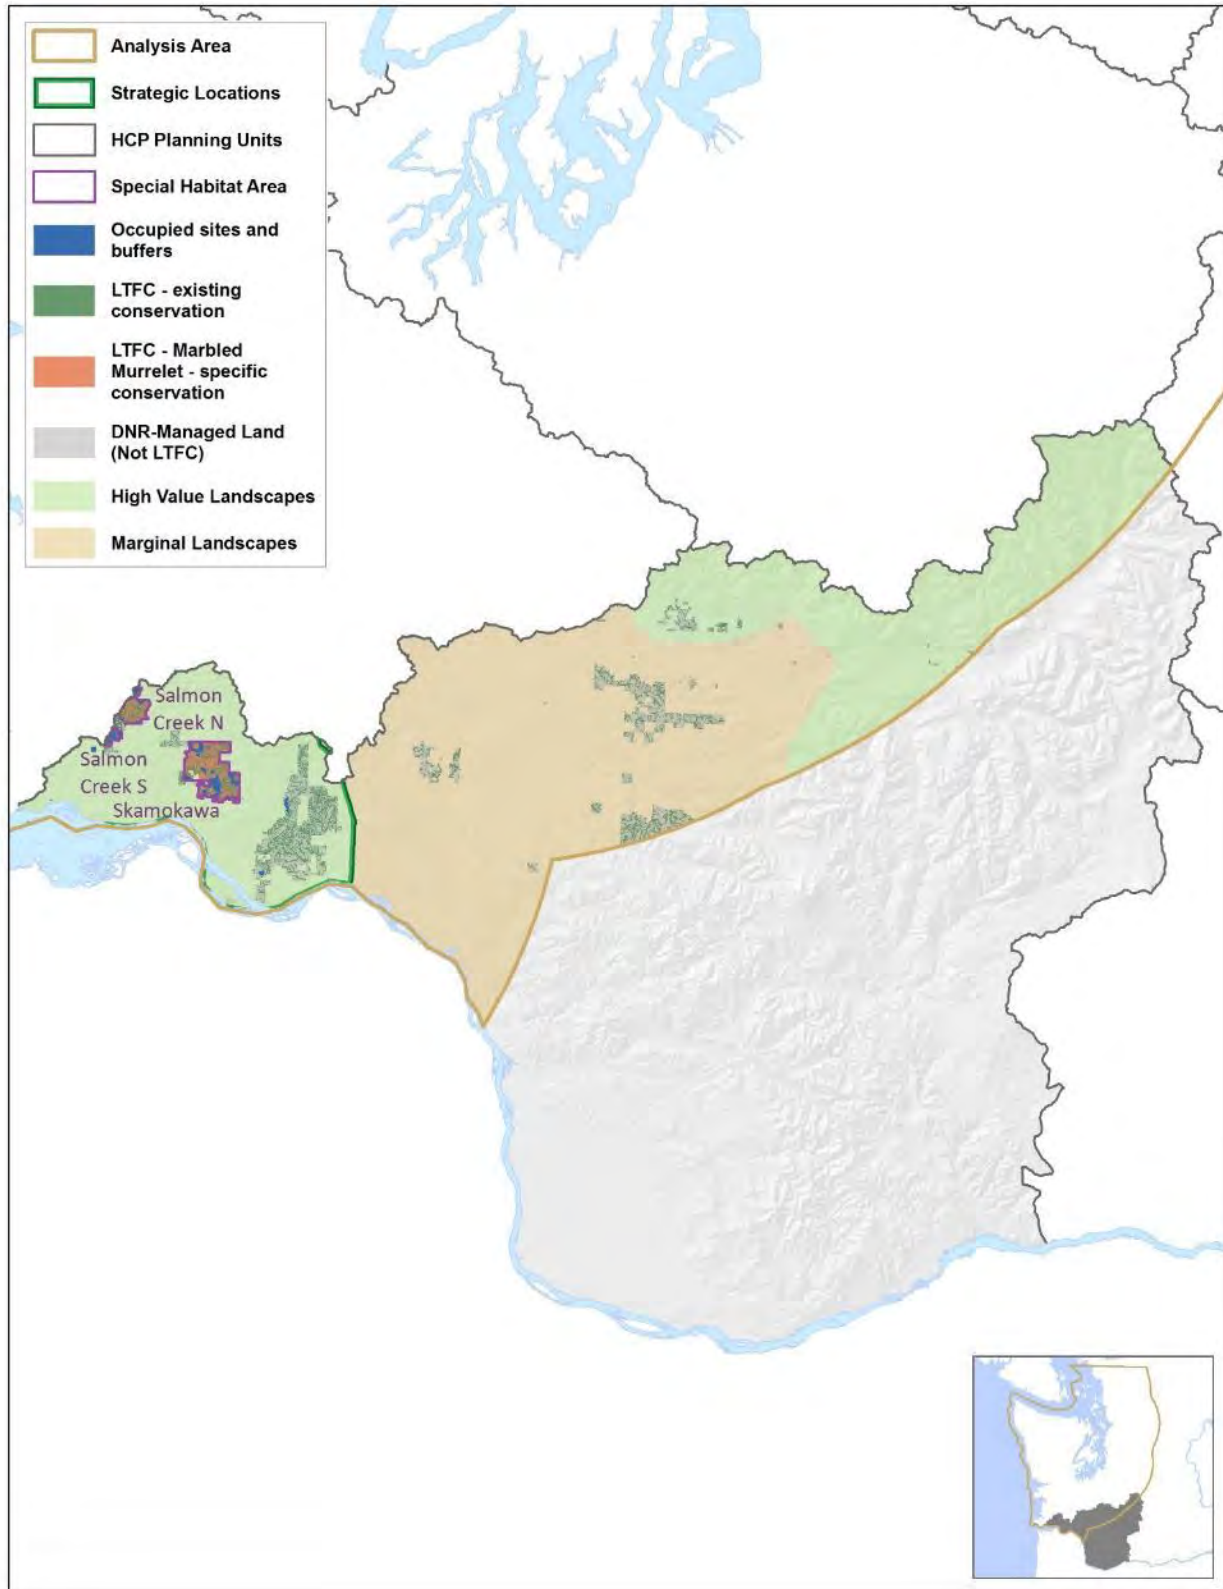 Analysis Area
Strategic Locations
HCP Planning Units
Special Habitat Area
Occupied sites and
buffers
LTFC - existing
conservation
LTFC - Marbled
Murrelet - specific
conservation
DNR-Managed Land
(Not LTFC)
High Value Landscapes
Marginal Landscapes
Salmon
Creek N
Salmon
Creek S
Skamokawa